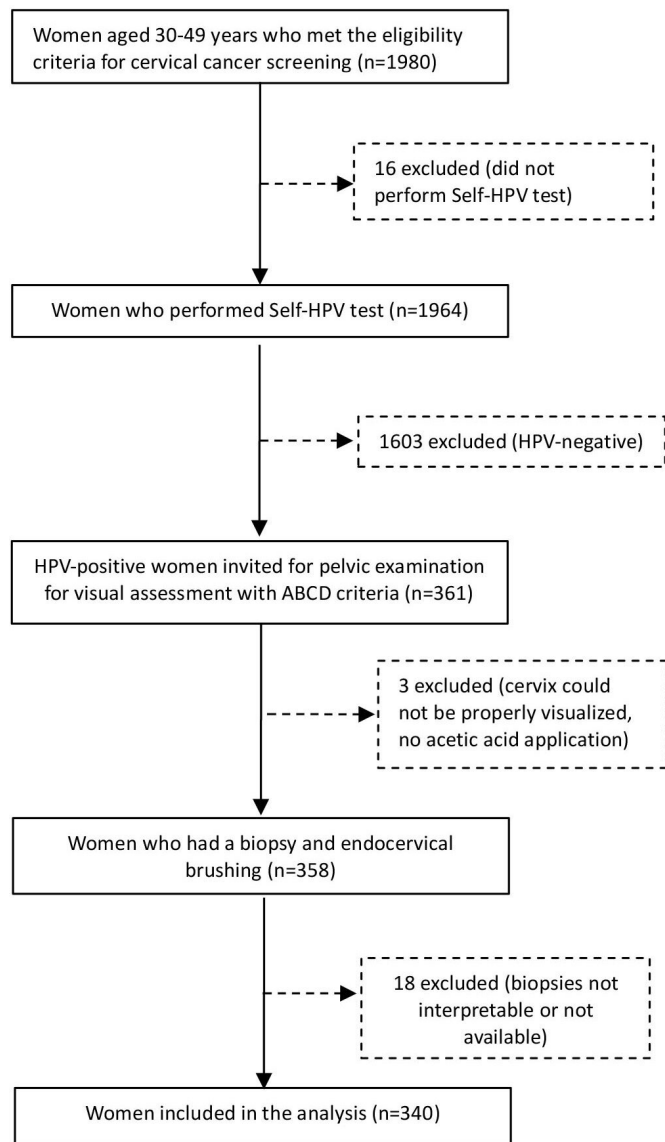 Women aged 30-49 years who met the eligibility
criteria for cervical cancer screening (n=1980)
16 excluded (did not
perform Self-HPV test)
Women who performed Self-HPV test (n=1964)
1603 excluded (HPV-negative)
HPV-positive women invited for pelvic examination
for visual assessment with ABCD criteria (n=361)
3 excluded (cervix could
not be properly visualized,
no acetic acid application)
Women who had a biopsy and endocervical
brushing (n=358)
18 excluded (biopsies not
interpretable or not
available)
Women included in the analysis (n=340)